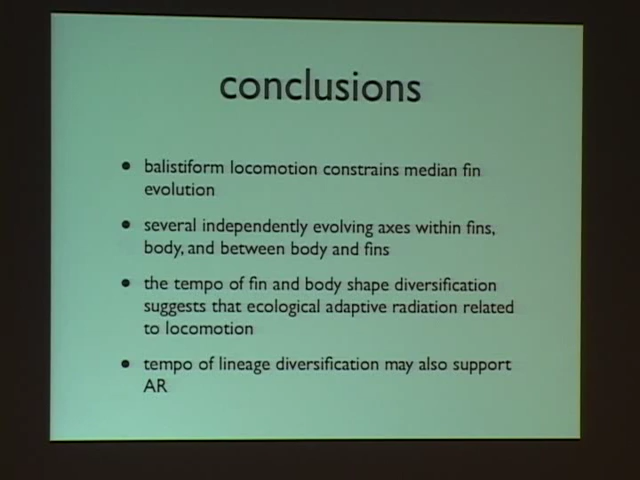 conclusions
• balistiform locomotion constrains median fin
evolution
• several independently evolving axes within fins,
body, and between body and fins
• the tempo of fin and body shape diversification
suggests that ecological adaptive radiation related
to locomotion
• tempo of lineage diversification may also support
AR